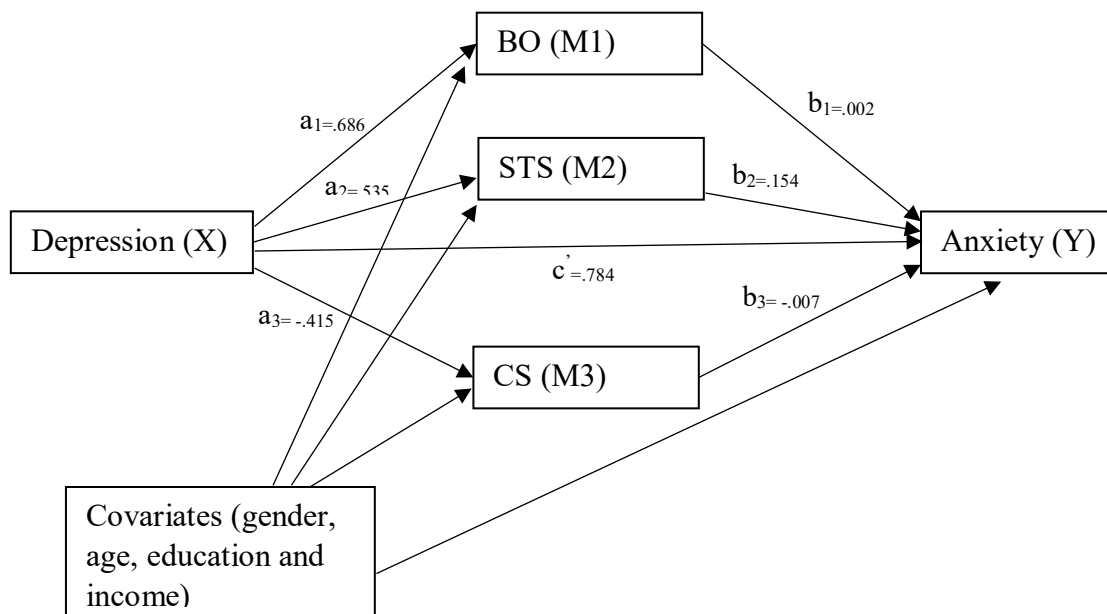 BO (M1)
a1=.686
b1=.002
STS (M2)
a2=.535
b2=.154
Depression (X)
Anxiety (Y)
c'=.784
a3= -.415
b3= -.007
CS (M3)
Covariates (gender,
age, education and
income)